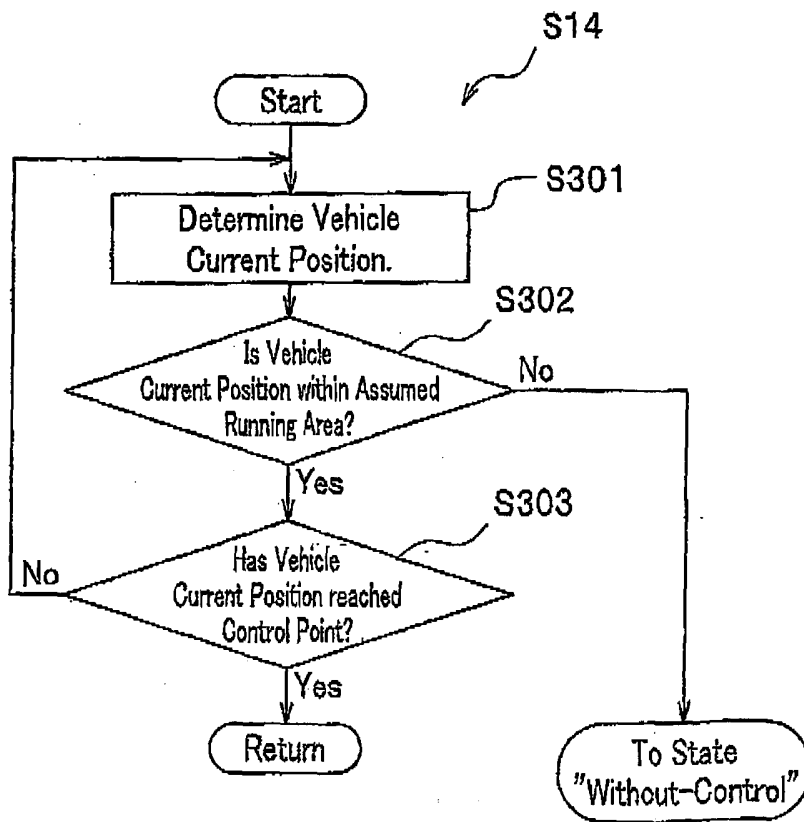 S14
Start
S301
Determine Vehicle
Current Position.
S302
Is Vehicle
Current Position within Assumed
Running Area?
No
Yes
S303
Has Vehicle
Current Position reached
Control Point?
No
Yes
Return
To State
"Without-Control"